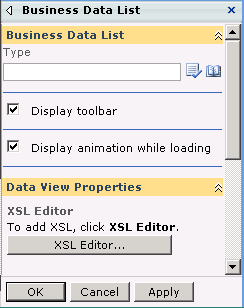 Business Data List
Business Data List
Type
Display toolbar
Display animation while loading
Data View Properties
XSL Editor
To add XSL, click XSL Editor.
XSL Editor...
OK Cancel Apply